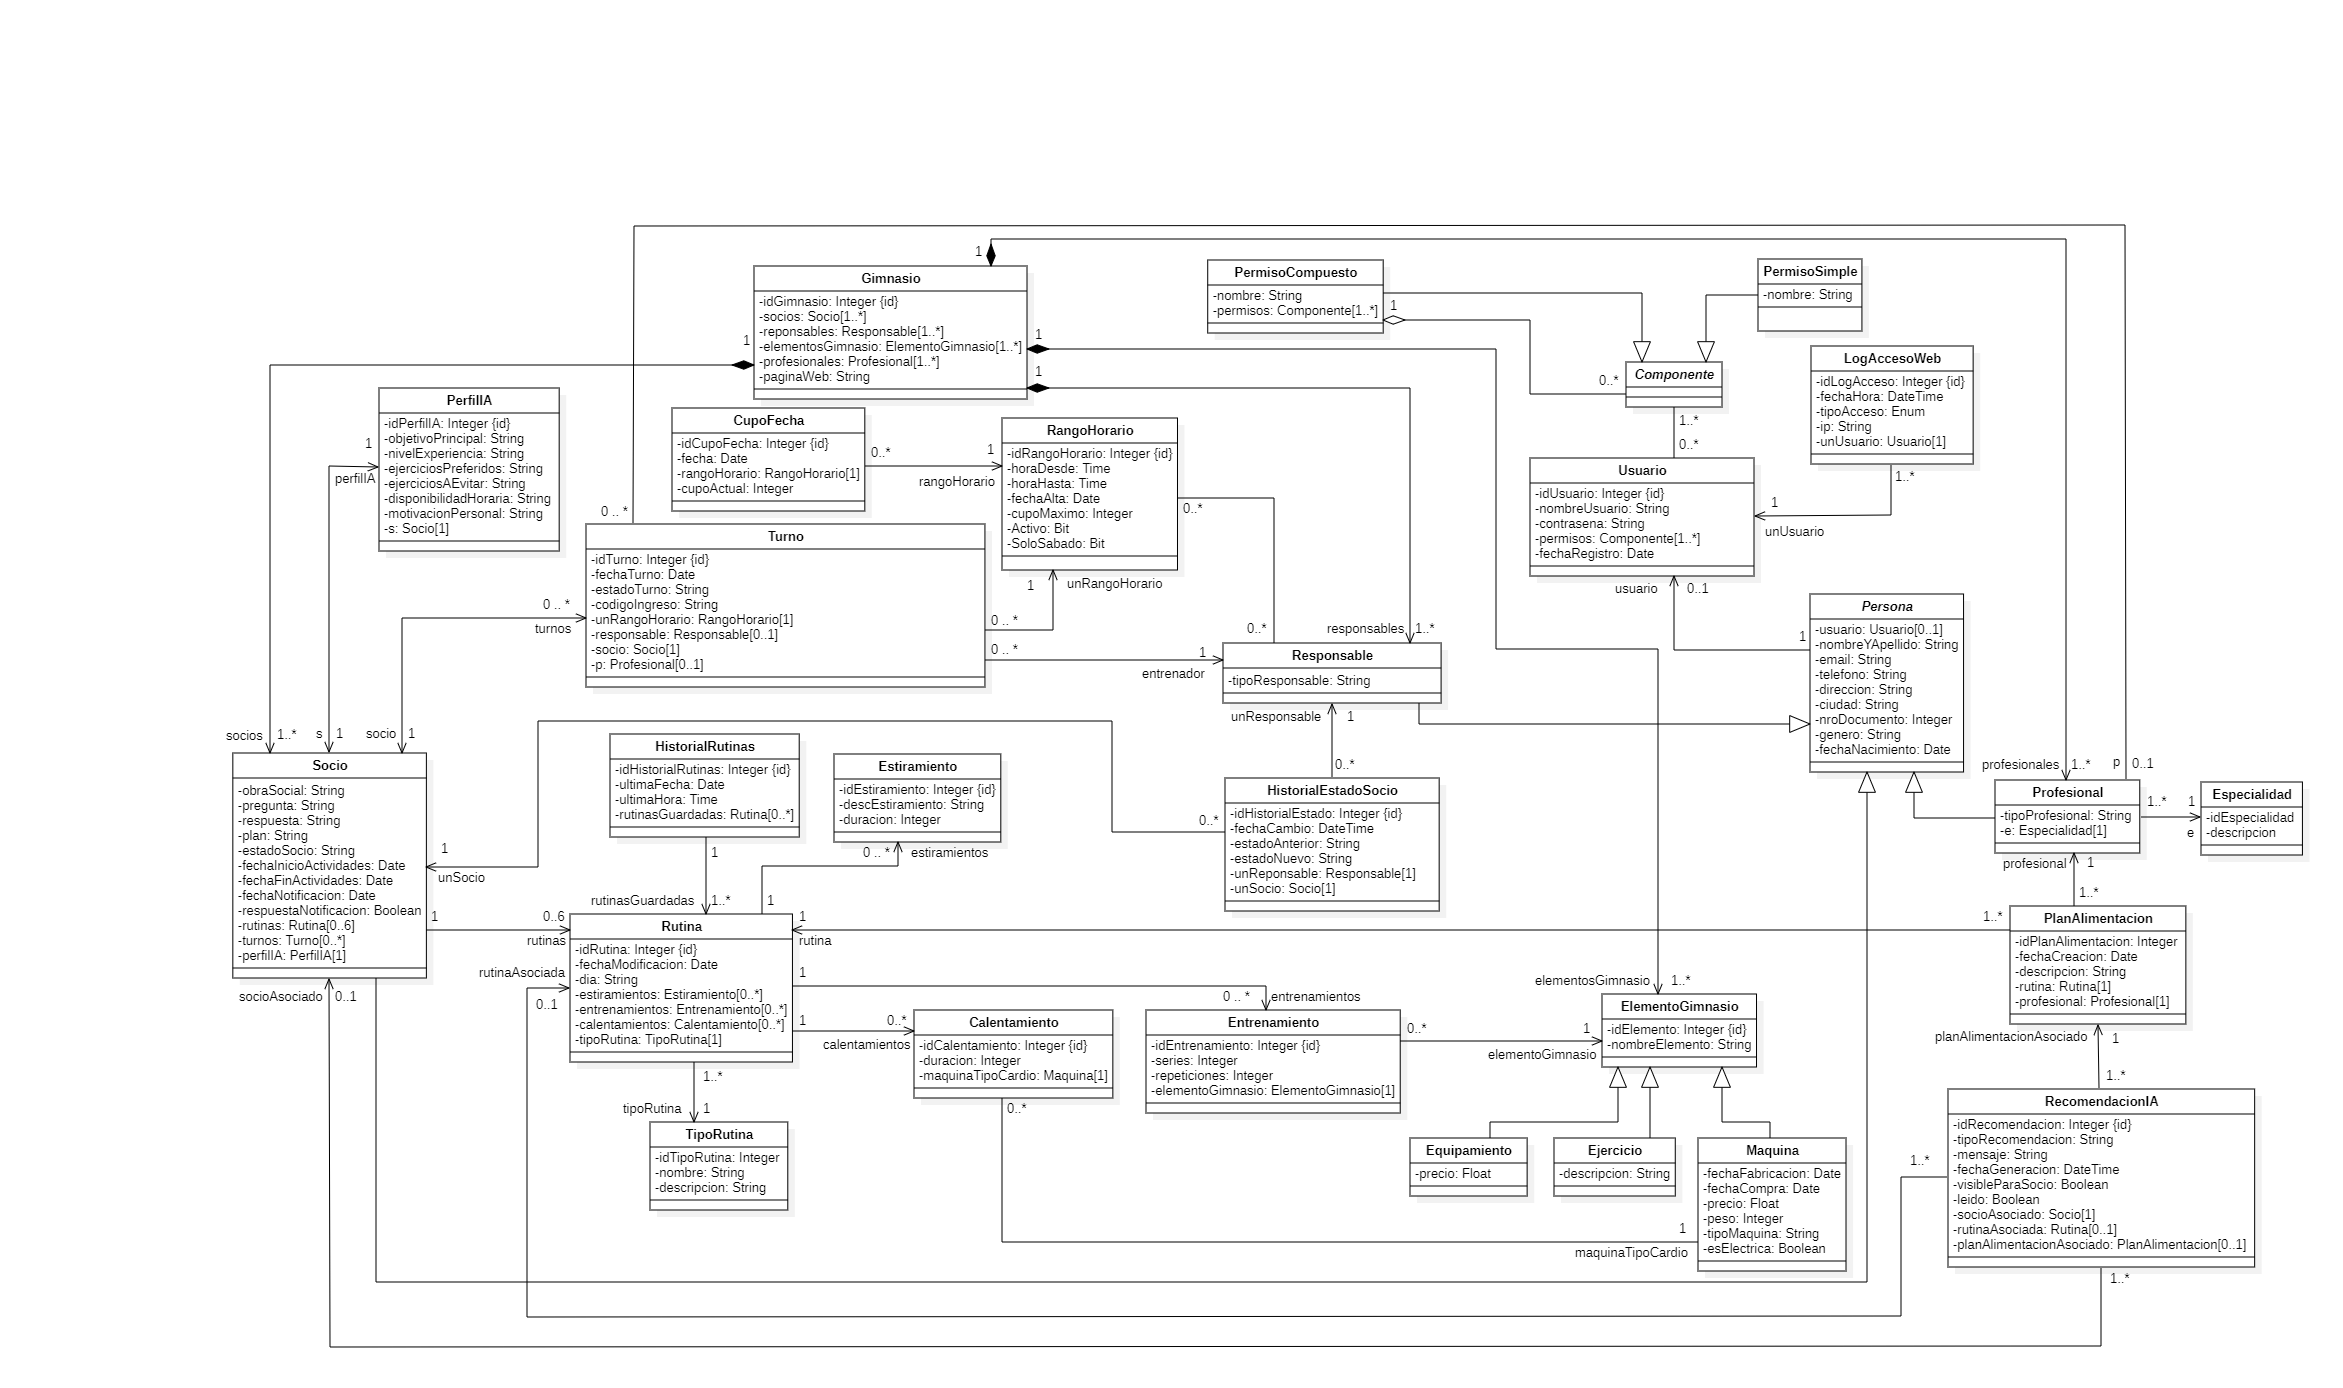 1
Gimnasio
-idGimnasio: Integer {id}
-socios: Socio[1..*]
-reponsables: Responsable[1..*]
-elementosGimnasio: ElementoGimnasio[1..*]
-profesionales: Profesional[1..*]
-paginaWeb: String
1
1
1
PermisoCompuesto
-nombre: String
-permisos: Componente[1..*]
1
PermisoSimple
-nombre: String
Componente
0..*
1..*
0..*
LogAccesoWeb
-idLogAcceso: Integer {id}
-fechaHora: DateTime
-tipoAcceso: Enum
-ip: String
-unUsuario: Usuario[1]
1..*
1
unUsuario
PerfilIA
-idPerfilIA: Integer {id}
-objetivoPrincipal: String
-nivelExperiencia: String
-ejerciciosPreferidos: String
-ejerciciosAEvitar: String
-disponibilidadHoraria: String
-motivacionPersonal: String
-s: Socio[1]
1
perfilIA
CupoFecha
-idCupoFecha: Integer {id}
-fecha: Date
-rangoHorario: RangoHorario[1]
-cupoActual: Integer
0..*
1
rangoHorario
RangoHorario
-idRangoHorario: Integer {id}
-horaDesde: Time
-horaHasta: Time
-fechaAlta: Date
-cupoMaximo: Integer
-Activo: Bit
-SoloSabado: Bit
0..*
1
unRangoHorario
Usuario
-idUsuario: Integer {id}
-nombreUsuario: String
-contrasena: String
-permisos: Componente[1..*]
-fechaRegistro: Date
usuario
0..1
0 .. *
Turno
-idTurno: Integer {id}
-fechaTurno: Date
-estadoTurno: String
-codigoIngreso: String
-unRangoHorario: RangoHorario[1]
-responsable: Responsable[0..1]
-socio: Socio[1]
-p: Profesional[0..1]
0 .. *
turnos
0 .. *
0 .. *
1
entrenador
0..*
responsables
1..*
Responsable
-tipoResponsable: String
unResponsable
1
Persona
-usuario: Usuario[0..1]
-nombreYApellido: String
-email: String
-telefono: String
-direccion: String
-ciudad: String
-nroDocumento: Integer
-genero: String
-fechaNacimiento: Date
1
socios
1..*
s
1
socio
1
Socio
-obraSocial: String
-pregunta: String
-respuesta: String
-plan: String
-estadoSocio: String
-fechaInicioActividades: Date
-fechaFinActividades: Date
-fechaNotificacion: Date
-respuestaNotificacion: Boolean
-rutinas: Rutina[0..6]
-turnos: Turno[0..*]
-perfilIA: PerfilA[1]
1
unSocio
1
0..6
rutinas
socioAsociado
0..1
HistorialRutinas
-idHistorialRutinas: Integer {id}
-ultimaFecha: Date
-ultimaHora: Time
-rutinasGuardadas: Rutina[0..*]
1
rutinasGuardadas
1..*
Estiramiento
-idEstiramiento: Integer {id}
-descEstiramiento: String
-duracion: Integer
0 .. *
estiramientos
1
0..*
0..*
HistorialEstadoSocio
-idHistorialEstado: Integer {id}
-fechaCambio: DateTime
-estadoAnterior: String
-estadoNuevo: String
-unReponsable: Responsable[1]
-unSocio: Socio[1]
profesionales
1..*
p
0..1
Profesional
-tipoProfesional: String
-e: Especialidad[1]
1..*
1
e
Especialidad
-idEspecialidad
-descripcion
profesional
1
1..*
PlanAlimentacion
-idPlanAlimentacion: Integer
-fechaCreacion: Date
-descripcion: String
-rutina: Rutina[1]
-profesional: Profesional[1]
1..*
planAlimentacionAsociado
1
1..*
Rutina
-idRutina: Integer {id}
-fechaModificacion: Date
-dia: String
-estiramientos: Estiramiento[0..*]
-entrenamientos: Entrenamiento[0..*]
-calentamientos: Calentamiento[0..*]
-tipoRutina: TipoRutina[1]
1
rutina
rutinaAsociada
0..1
1
0 .. *
entrenamientos
1
0..*
calentamientos
1..*
tipoRutina
1
TipoRutina
-idTipoRutina: Integer
-nombre: String
-descripcion: String
Calentamiento
-idCalentamiento: Integer {id}
-duracion: Integer
-maquinaTipoCardio: Maquina[1]
0..*
Entrenamiento
-idEntrenamiento: Integer {id}
-series: Integer
-repeticiones: Integer
-elementoGimnasio: ElementoGimnasio[1]
0..*
1
elementoGimnasio
elementosGimnasio
1..*
ElementoGimnasio
-idElemento: Integer {id}
-nombreElemento: String
Equipamiento
-precio: Float
Ejercicio
-descripcion: String
Maquina
-fechaFabricacion: Date
-fechaCompra: Date
-precio: Float
-peso: Integer
-tipoMaquina: String
-esElectrica: Boolean
1
maquinaTipoCardio
RecomendacionIA
-idRecomendacion: Integer {id}
-tipoRecomendacion: String
-mensaje: String
-fechaGeneracion: DateTime
-visibleParaSocio: Boolean
-leido: Boolean
-socioAsociado: Socio[1]
-rutinaAsociada: Rutina[0..1]
-planAlimentacionAsociado: PlanAlimentacion[0..1]
1..*
1..*